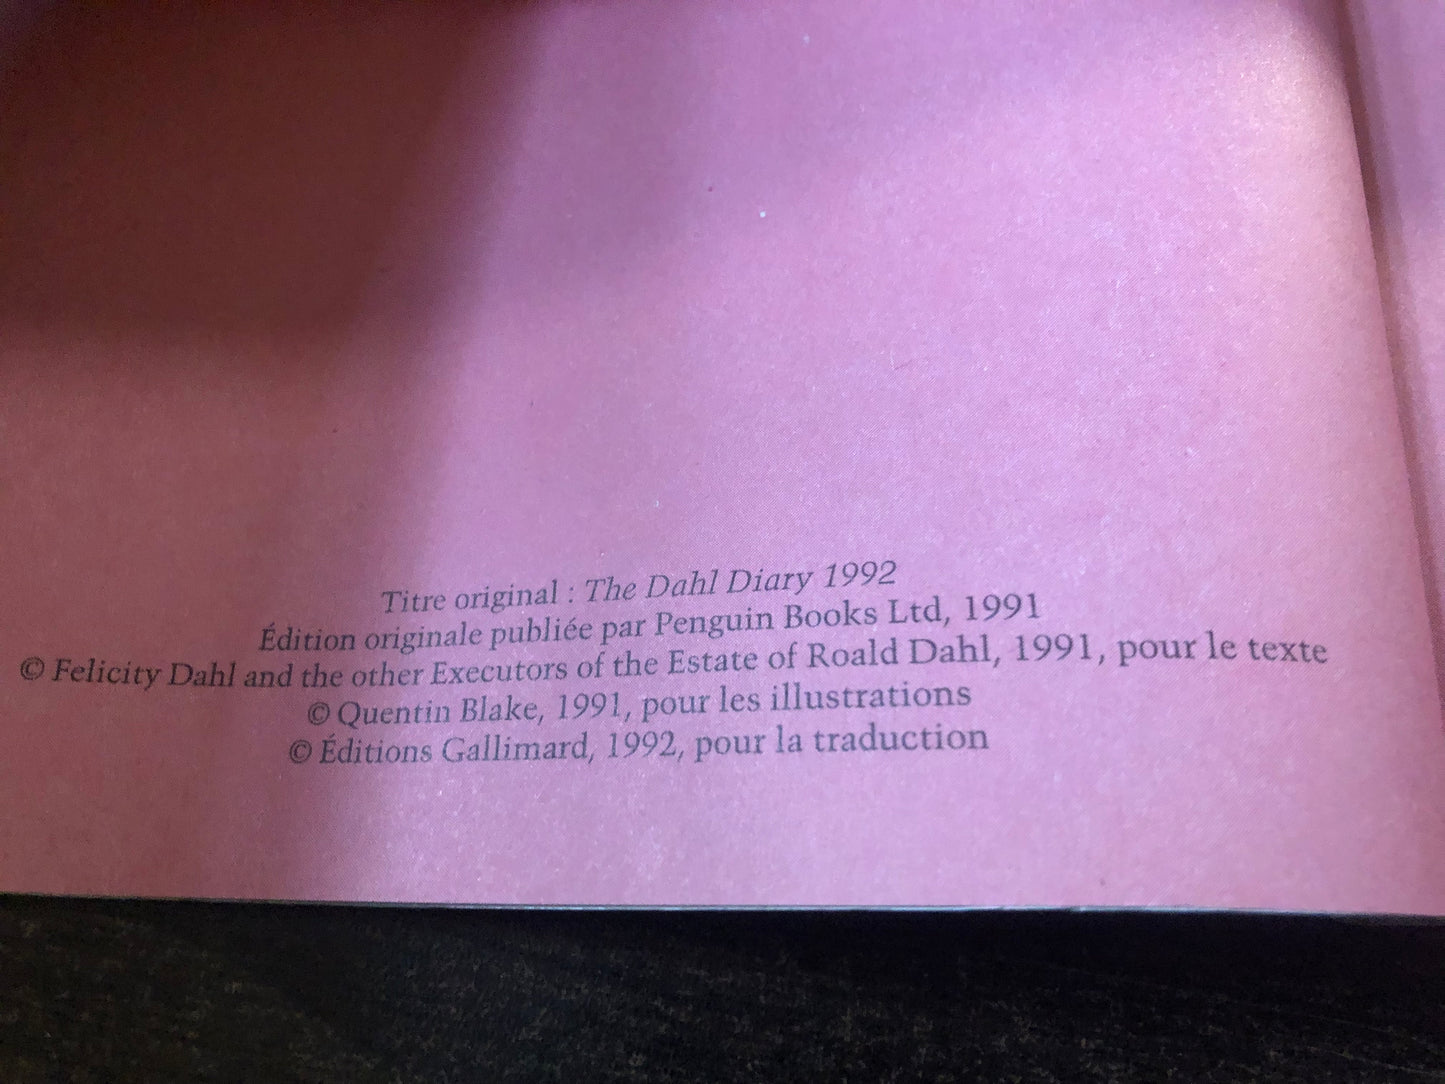 Titre original : The Dahl Diary 1992
Édition originale publiée par Penguin Books Ltd, 1991
© Felicity Dahl and the other Executors of the Estate of Roald Dahl, 1991, pour le texte
© Quentin Blake, 1991, pour les illustrations
© Éditions Gallimard, 1992, pour la traduction